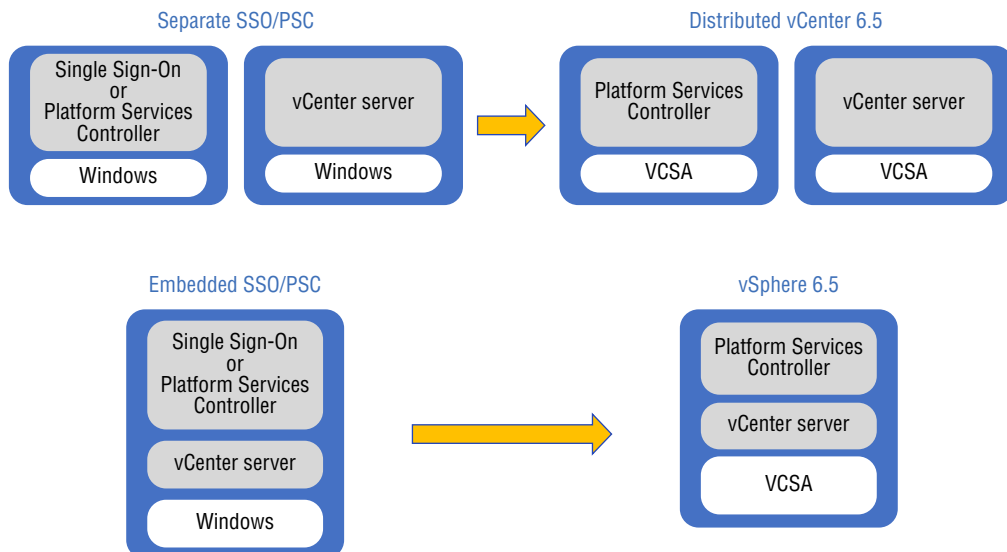 Separate SSO/PSC
Distributed vCenter 6.5
Single Sign-On
or
Platform Services
Controller
Windows
vCenter server
Windows
Platform Services
Controller
VCSA
vCenter server
VCSA
Embedded SSO/PSC
vSphere 6.5
Single Sign-On
or
Platform Services
Controller
vCenter server
Windows
Platform Services
Controller
vCenter server
VCSA